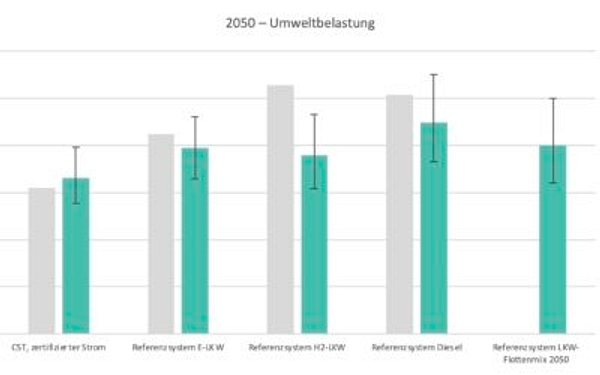 2050 – Umweltbelastung
CST, zertifizierter Strom
Referenzsystem E-LKW
Referenzsystem H2-LKW
Referenzsystem Diesel
Referenzsystem LKW-
Flottenmix 2050